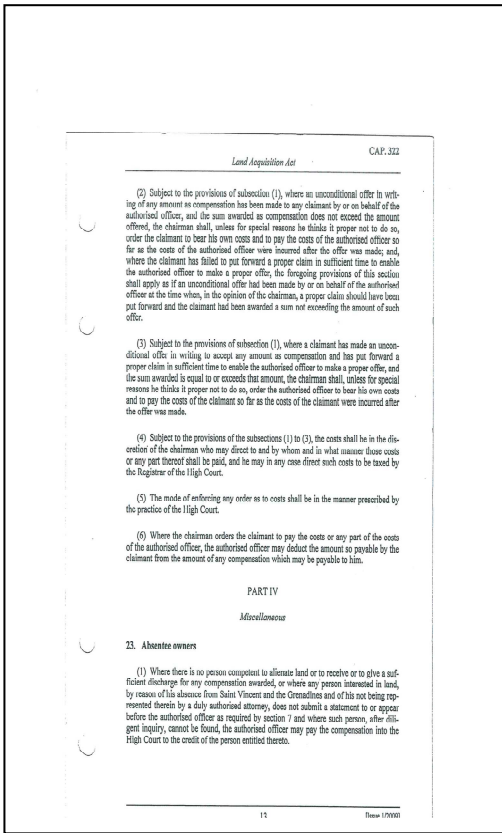 CAP. 322
Land Acquisition Act
(2) Subject to the provisions of subsection (1), where an unconditional offer in writ-
ing of any amount as compensation has been made to any claimant by or on behalf of the
authorised officer, and the sum awarded as compensation does not exceed the amount
offered, the chairman shall, unless for special reasons he thinks it proper not to do so,
order the claimant to bear his own costs and to pay the costs of the authorised officer so
far as the costs of the authorised officer were incurred after the offer was made; and,
where the claimant has failed to put forward a proper claim in sufficient time to enable
the authorised officer to make a proper offer, the foregoing provisions of this section
shall apply as if an unconditional offer had been made by or on behalf of the authorised
officer at the time when, in the opinion of the chairman, a proper claim should have been
put forward and the claimant had been awarded a sum not exceeding the amount of such
offer.
(3) Subject to the provisions of subsection (1), where a claimant has made an uncon-
ditional offer in writing to accept any amount as compensation and has put forward a
proper claim in sufficient time to enable the authorised officer to make a proper offer, and
the sum awarded is equal to or exceeds that amount, the chairman shall, unless for special
reasons he thinks it proper not to do so, order the authorised officer to bear his own costs
and to pay the costs of the claimant so far as the costs of the claimant were incurred after
the offer was made.
(4) Subject to the provisions of the subsections (1) to (3), the costs shall be in the dis-
cretion of the chairman who may direct to and by whom and in what manner those costs
or any part thereof shall be paid, and he may in any case direct such costs to be taxed by
the Registrar of the High Court.
(5) The mode of enforcing any order as to costs shall be in the manner prescribed by
the practice of the High Court.
(6) Where the chairman orders the claimant to pay the costs or any part of the costs
of the authorised officer, the authorised officer may deduct the amount so payable by the
claimant from the amount of any compensation which may be payable to him.
PART IV
Miscellaneous
23. Absentee owners
(1) Where there is no person competent to alienate land or to receive or to give a suf-
ficient discharge for any compensation awarded, or where any person interested in land,
by reason of his absence from Saint Vincent and the Grenadines and of his not being rep-
resented therein by a duly authorised attorney, does not submit a statement to or appear
before the authorised officer as required by section 7 and where such person, after dili-
gent inquiry, cannot be found, the authorised officer may pay the compensation into the
High Court to the credit of the person entitled thereto.